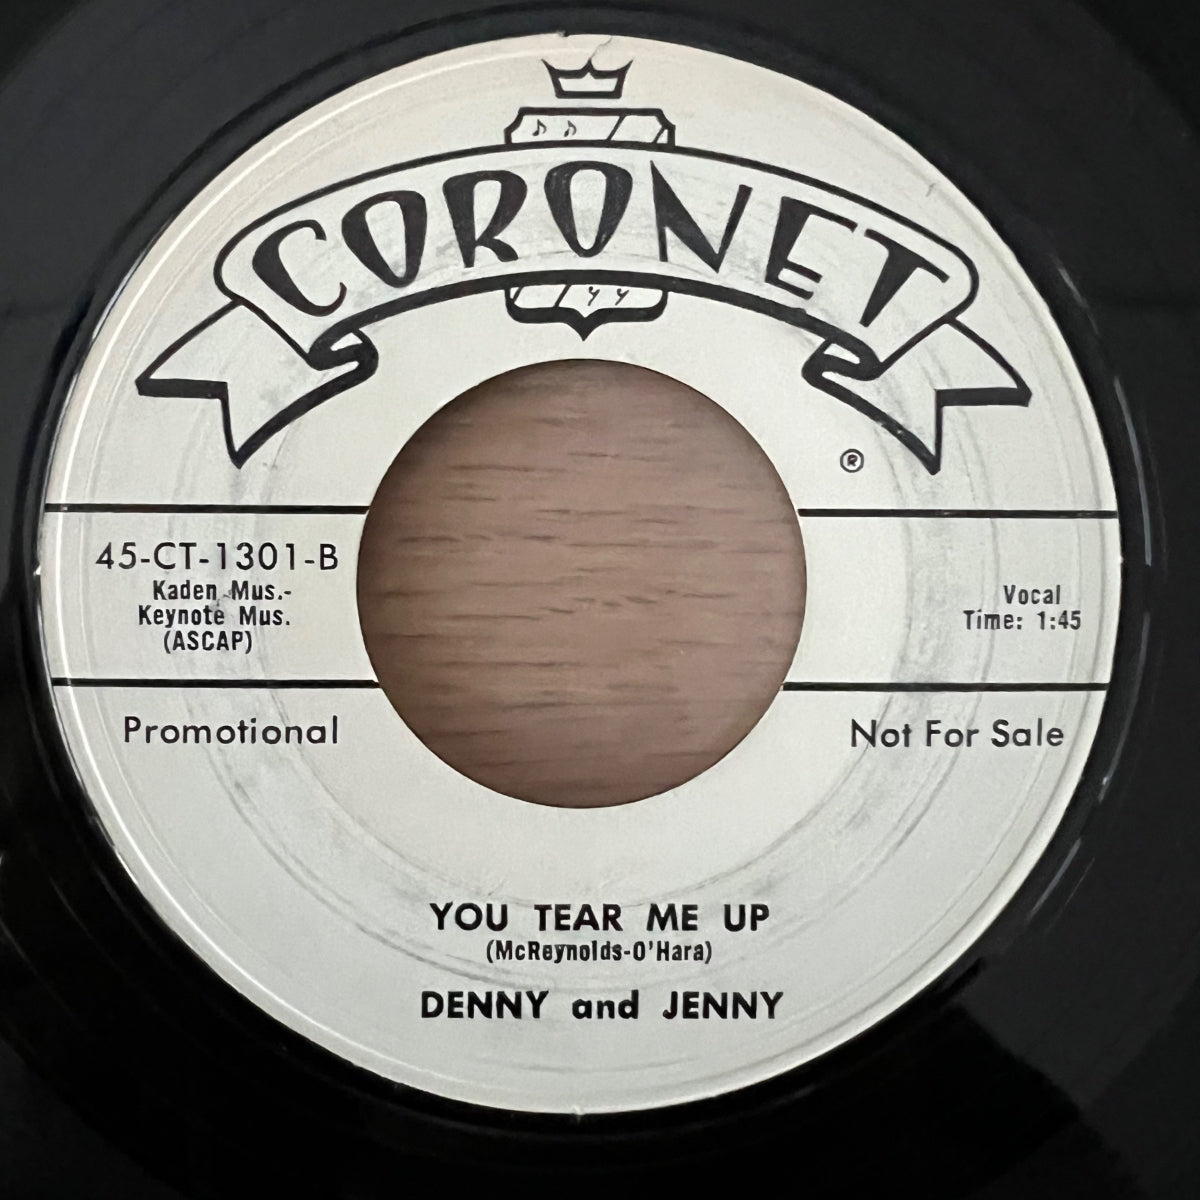 CORONET
®
45-CT-1301-B
Kaden Mus.-
Keynote Mus.
(ASCAP)
Vocal
Time: 1:45
Promotional
Not For Sale
YOU TEAR ME UP
(McReynolds-O'Hara)
DENNY and JENNY